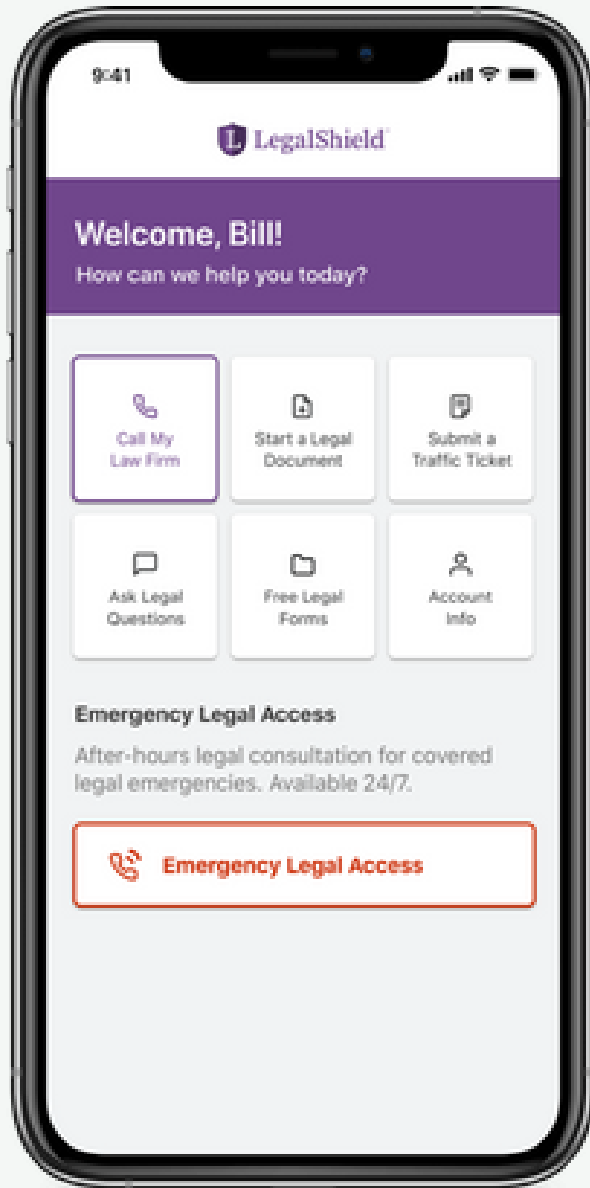 9:41
LegalShield
Welcome, Bill!
How can we help you today?
Call My
Law Firm
Start a Legal
Document
Submit a
Traffic Ticket
Ask Legal
Questions
Free Legal
Forms
Account
Info
Emergency Legal Access
After-hours legal consultation for covered
legal emergencies. Available 24/7.
Emergency Legal Access